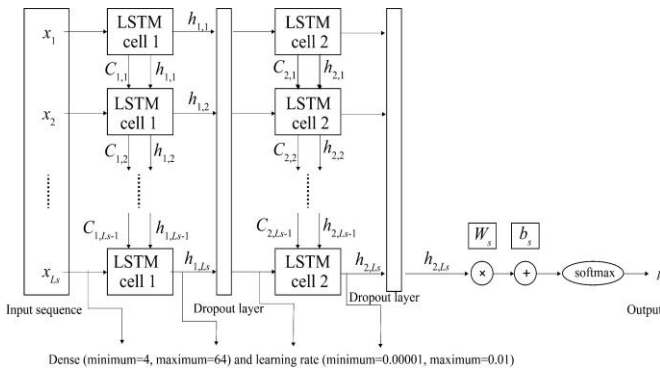 x1 LSTM cell 1 h1,1 LSTM cell 2
C1,1 h1,1 C2,1 h2,1
x2 LSTM cell 1 h1,2 LSTM cell 2
C1,2 h1,2 C2,2 h2,2
C1,Ls-1 h1,Ls-1 C2,Ls-1 h2,Ls-1
Ws bs
xLs LSTM cell 1 h1,Ls LSTM cell 2 h2,Ls h2,Ls × + softmax
Input sequence Dropout layer Dropout layer Output
Dense (minimum=4, maximum=64) and learning rate (minimum=0.00001, maximum=0.01)